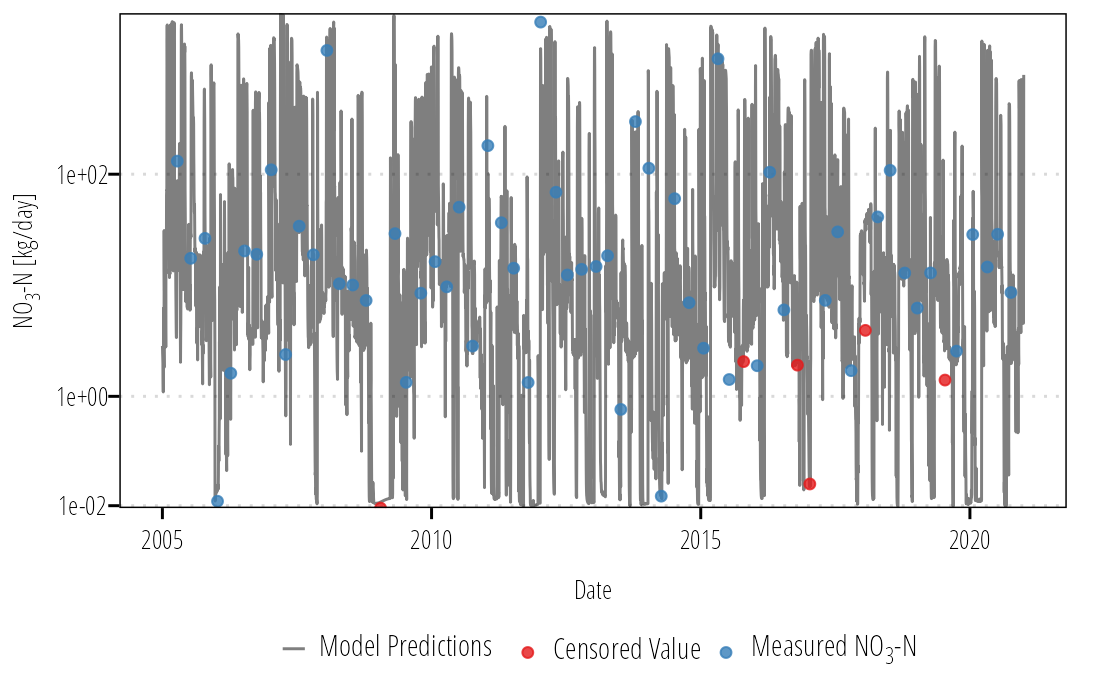 NO3-N [kg/day]
1e+02
1e+00
1e-02
2005 2010 2015 2020
Date
Model Predictions Censored Value Measured NO3-N